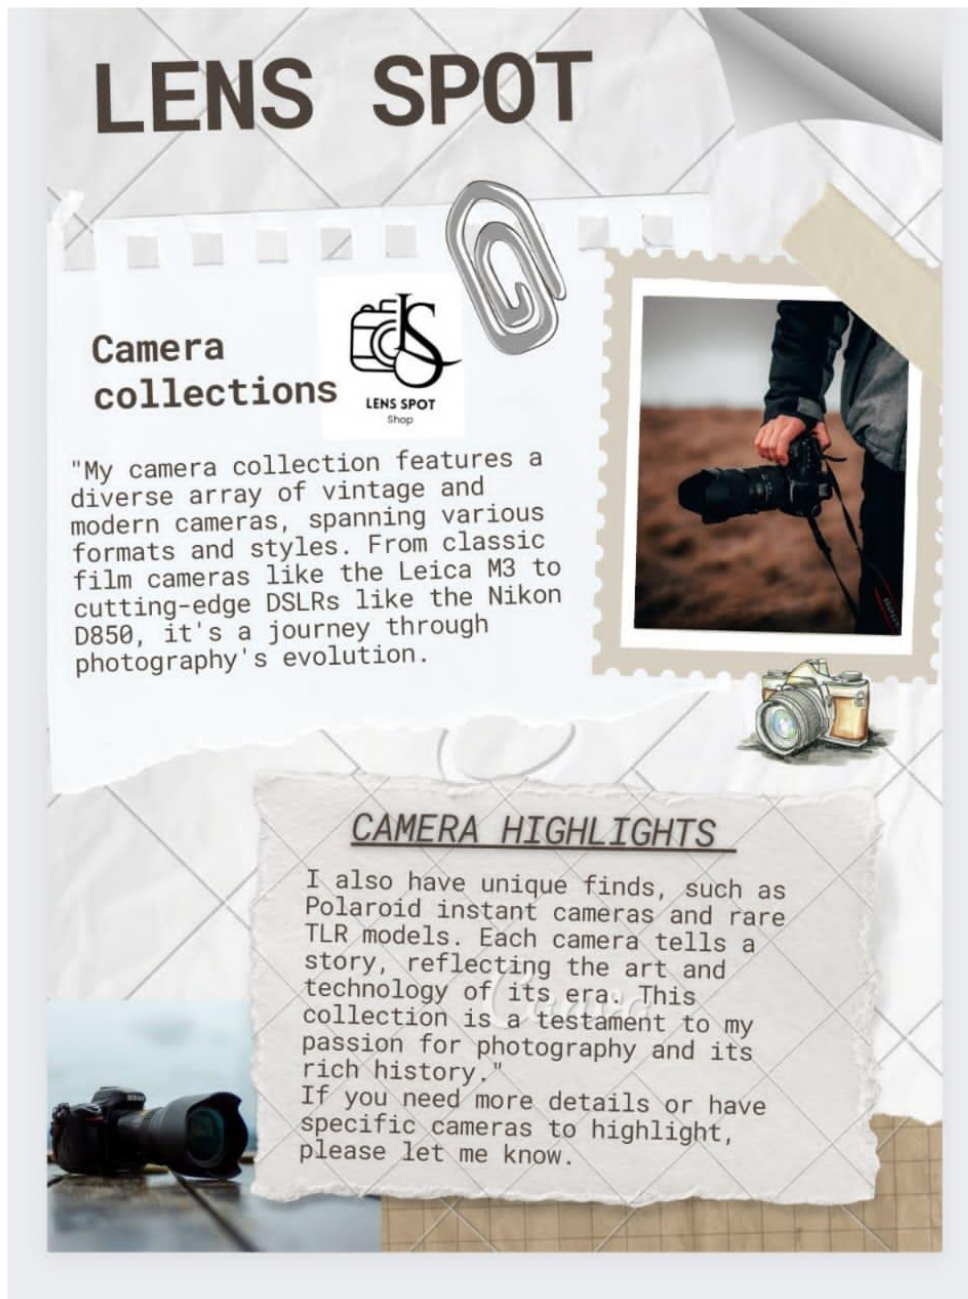 LENS SPOT
Camera
collections
LENS SPOT
Shop
"My camera collection features a
diverse array of vintage and
modern cameras, spanning various
formats and styles. From classic
film cameras like the Leica M3 to
cutting-edge DSLRs like the Nikon
D850, it's a journey through
photography's evolution.
CAMERA HIGHLIGHTS
I also have unique finds, such as
Polaroid instant cameras and rare
TLR models. Each camera tells a
story, reflecting the art and
technology of its era. This
collection is a testament to my
passion for photography and its
rich history."
If you need more details or have
specific cameras to highlight,
please let me know.
Canva